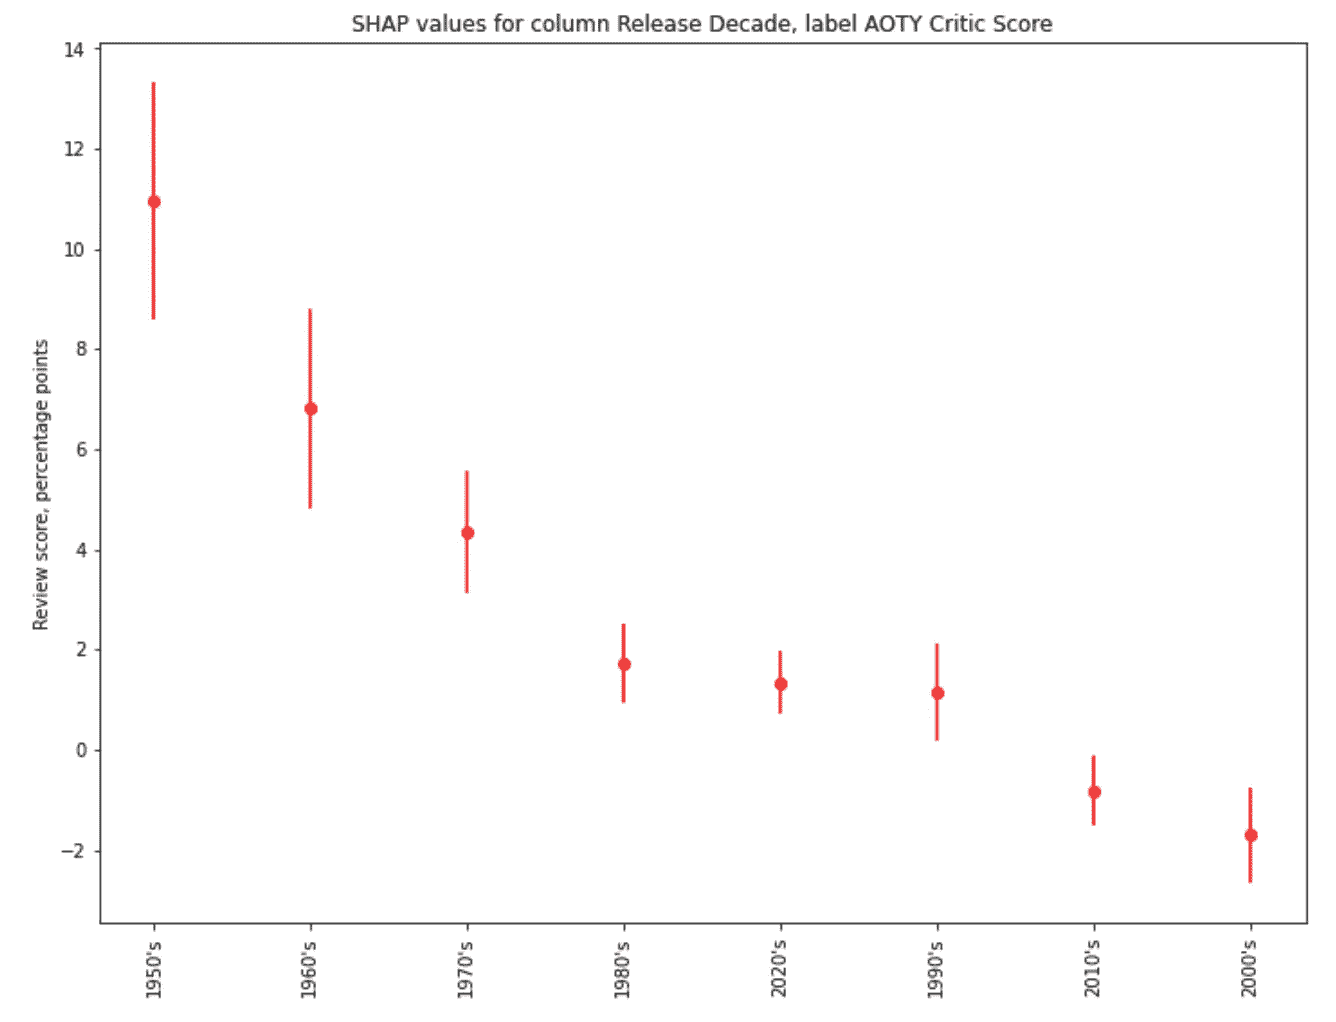 SHAP values for column Release Decade, label AOTY Critic Score
Review score, percentage points
14
12
10
8
6
4
2
0
−2
1950's
1960's
1970's
1980's
2020's
1990's
2010's
2000's